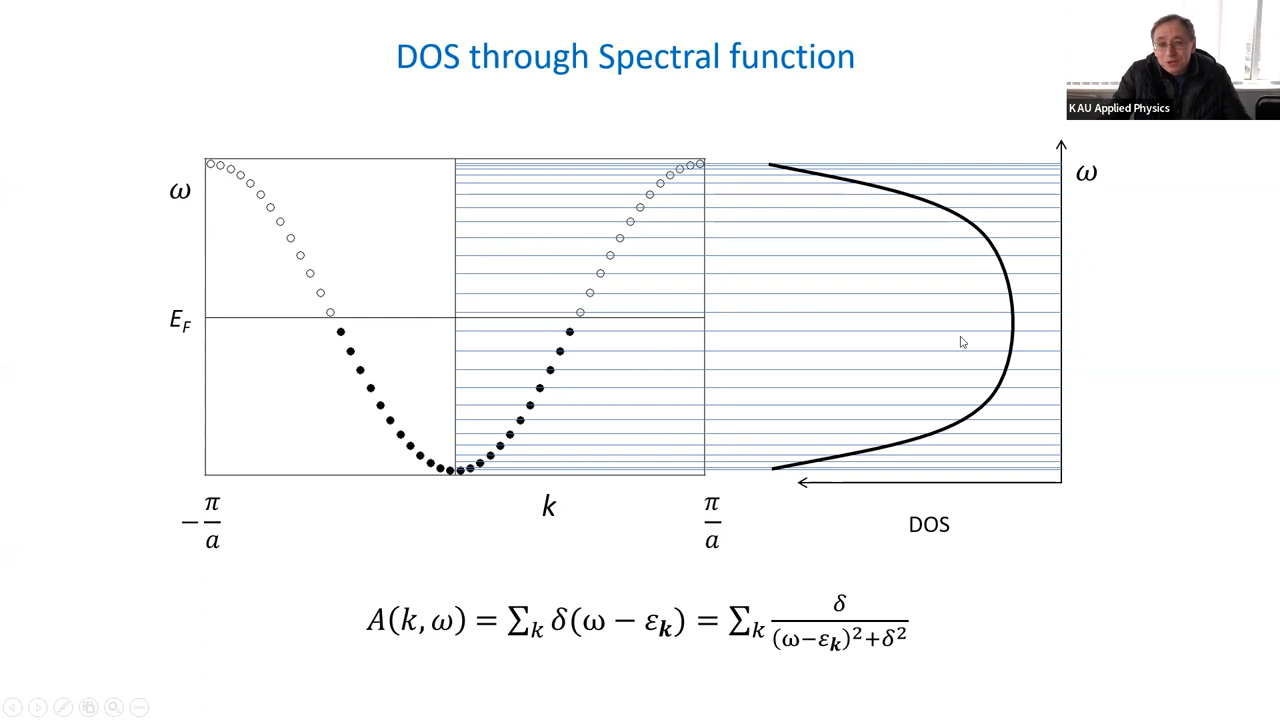 DOS through Spectral function
KAU Applied Physics
ω
E_F
−π/a
k
π/a
ω
DOS
A(k, ω) = ∑_k δ(ω − ε_𝒌) = ∑_k δ/((ω−ε_𝒌)²+δ²)